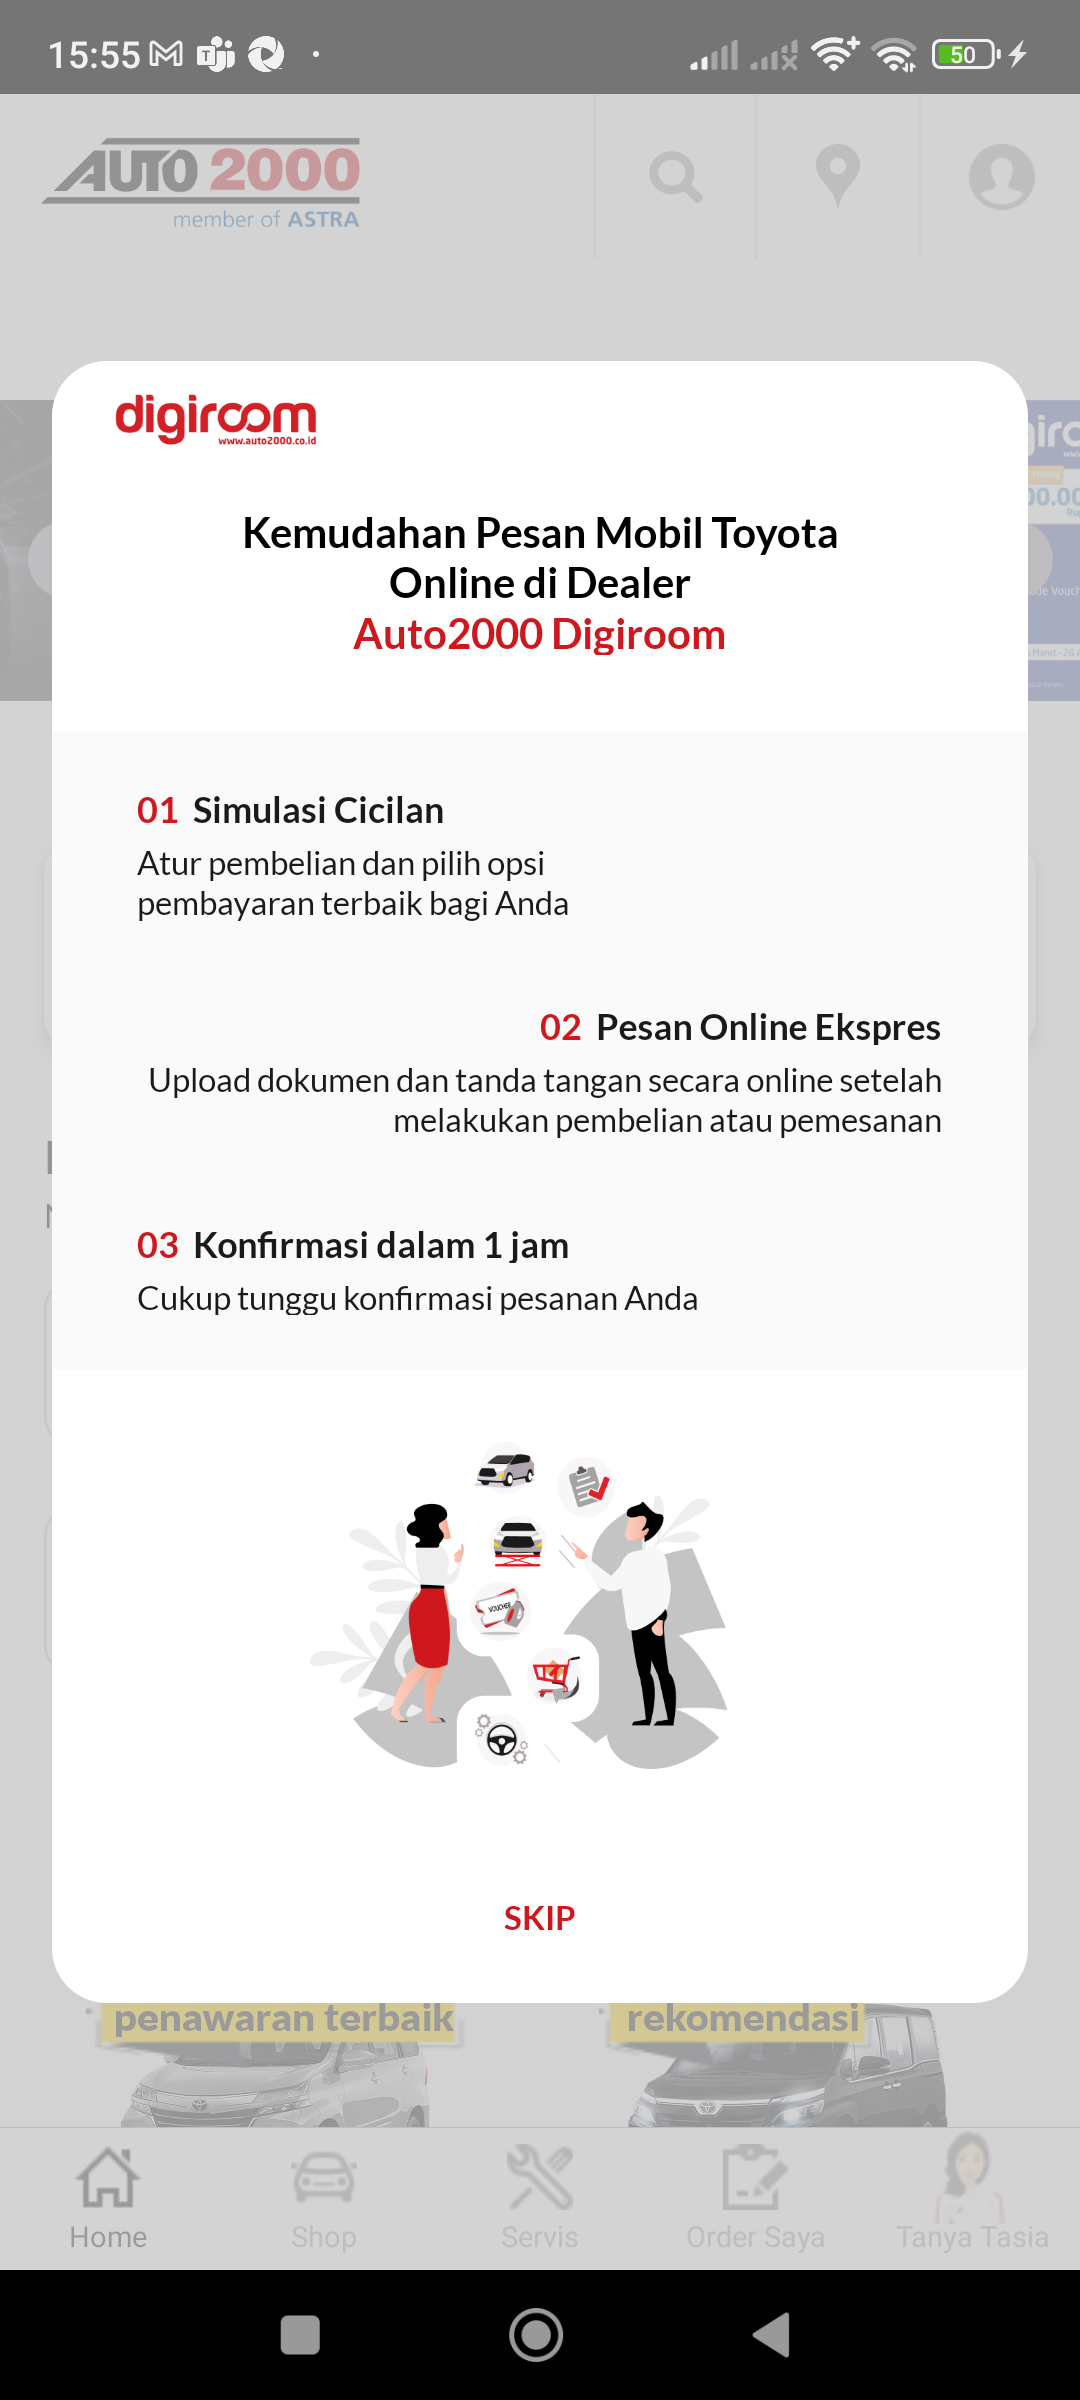 15:55
50
AUTO 2000
member of ASTRA
digiroom
www.auto2000.co.id
Kemudahan Pesan Mobil Toyota
Online di Dealer
Auto2000 Digiroom
01 Simulasi Cicilan
Atur pembelian dan pilih opsi
pembayaran terbaik bagi Anda
02 Pesan Online Ekspres
Upload dokumen dan tanda tangan secara online setelah
melakukan pembelian atau pemesanan
03 Konfirmasi dalam 1 jam
Cukup tunggu konfirmasi pesanan Anda
VOUCHER
SKIP
penawaran terbaik
rekomendasi
Home
Shop
Servis
Order Saya
Tanya Tasia